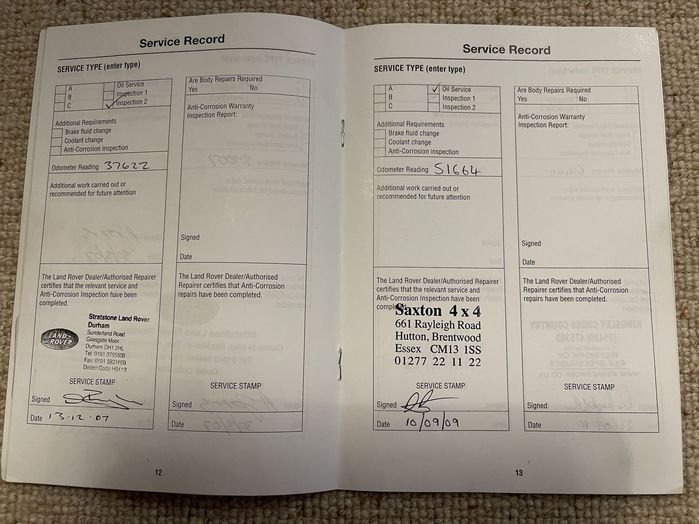 Service Record
SERVICE TYPE (enter type)
A
B
C
Oil Service
Inspection 1
Inspection 2
Additional Requirements
Brake fluid change
Coolant change
Anti-Corrosion inspection
Odometer Reading 37622
Additional work carried out or
recommended for future attention
The Land Rover Dealer/Authorised Repairer
certifies that the relevant service and
Anti-Corrosion Inspection have been
completed.
LAND ROVER
Stratstone Land Rover
Durham
Sunderland Road
Gilesgate Moor
Durham DH1 2HL
SERVICE STAMP
Signed
Date 13.12.07
Are Body Repairs Required
Yes No
Anti-Corrosion Warranty
Inspection Report:
Signed
Date
The Land Rover Dealer/Authorised
Repairer certifies that Anti-Corrosion
repairs have been completed.
SERVICE STAMP
Signed
Date
12
Service Record
SERVICE TYPE (enter type)
A
B
C
Oil Service
Inspection 1
Inspection 2
Additional Requirements
Brake fluid change
Coolant change
Anti-Corrosion inspection
Odometer Reading 51664
Additional work carried out or
recommended for future attention
The Land Rover Dealer/Authorised Repairer
certifies that the relevant service and
Anti-Corrosion Inspection have been
completed.
Saxton 4 x 4
661 Rayleigh Road
Hutton, Brentwood
Essex CM13 1SS
01277 22 11 22
SERVICE STAMP
Signed
Date 10/09/09
Are Body Repairs Required
Yes No
Anti-Corrosion Warranty
Inspection Report:
Signed
Date
The Land Rover Dealer/Authorised
Repairer certifies that Anti-Corrosion
repairs have been completed.
SERVICE STAMP
Signed
Date
13